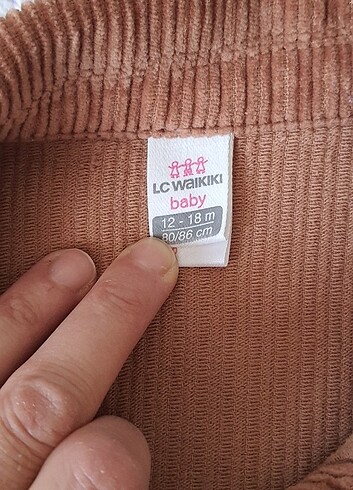 LC WAIKIKI
baby
12 - 18 m
80/86 cm